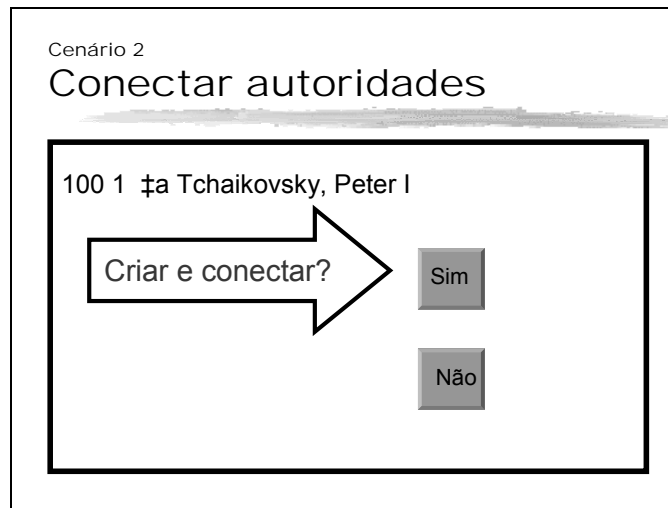 Cenário 2
Conectar autoridades
100 1 ‡a Tchaikovsky, Peter I
Criar e conectar?
Sim
Não